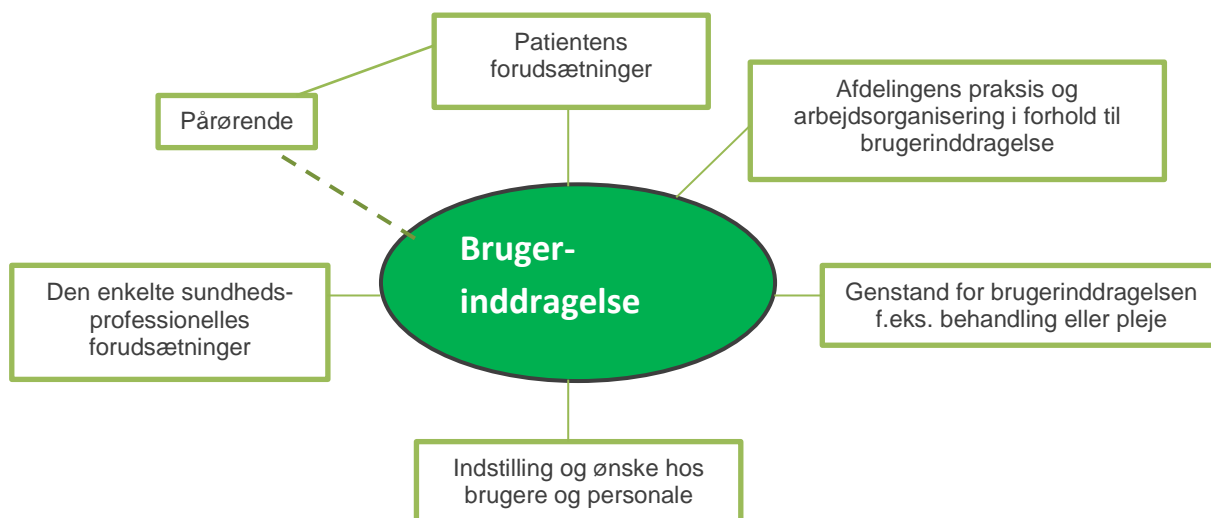 Patientens
forudsætninger
Pårørende
Afdelingens praksis og
arbejdsorganisering i forhold til
brugerinddragelse
Bruger-
inddragelse
Den enkelte sundheds-
professionelles
forudsætninger
Genstand for brugerinddragelsen
f.eks. behandling eller pleje
Indstilling og ønske hos
brugere og personale